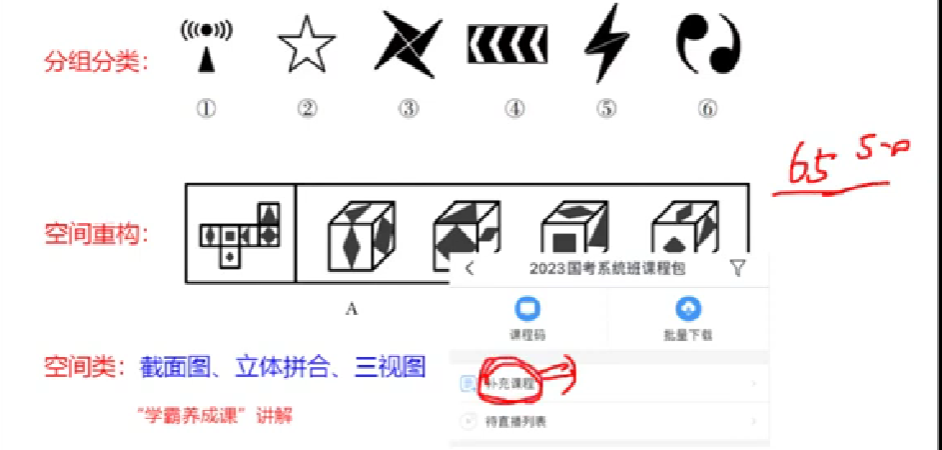 分组分类：
① ② ③ ④ ⑤ ⑥
65
空间重构：
A
2023国考系统班课程包
课程码 批量下载
空间类：截面图、立体拼合、三视图
补充课程
“学霸养成课”讲解
待直播列表